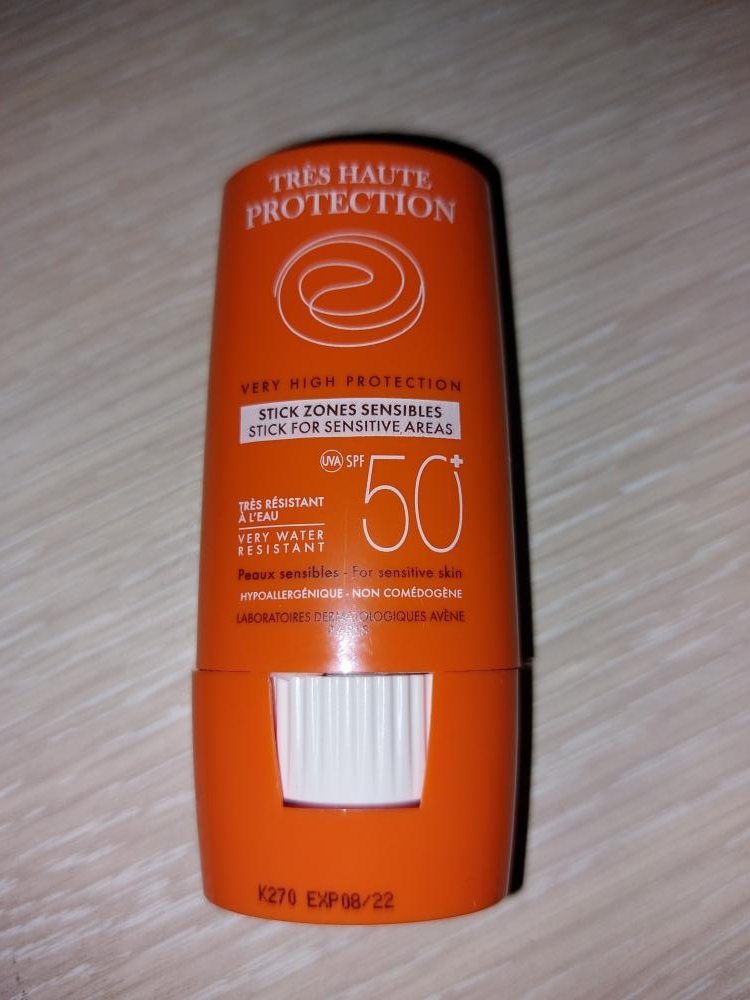 TRÈS HAUTE
PROTECTION
VERY HIGH PROTECTION
STICK ZONES SENSIBLES
STICK FOR SENSITIVE AREAS
UVA SPF 50+
TRÈS RÉSISTANT
À L'EAU
VERY WATER
RESISTANT
Peaux sensibles - For sensitive skin
HYPOALLERGÉNIQUE - NON COMÉDOGÈNE
LABORATOIRES DERMATOLOGIQUES AVÈNE
PARIS
K270 EXP08/22